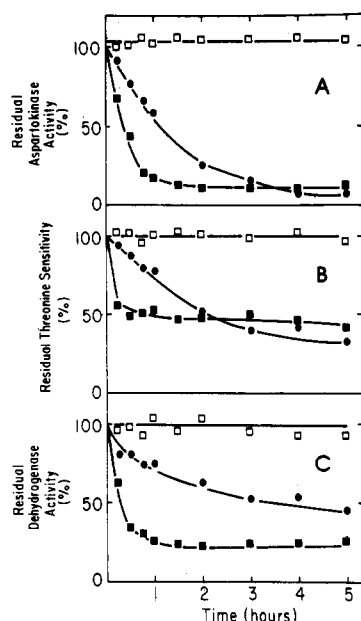 Residual
Aspartokinase
Activity
(%)
100
50
0
A
Residual Threonine Sensitivity
(%)
100
50
0
B
Residual
Dehydrogenase
Activity
(%)
100
50
0
C
1
2
3
4
5
Time (hours)